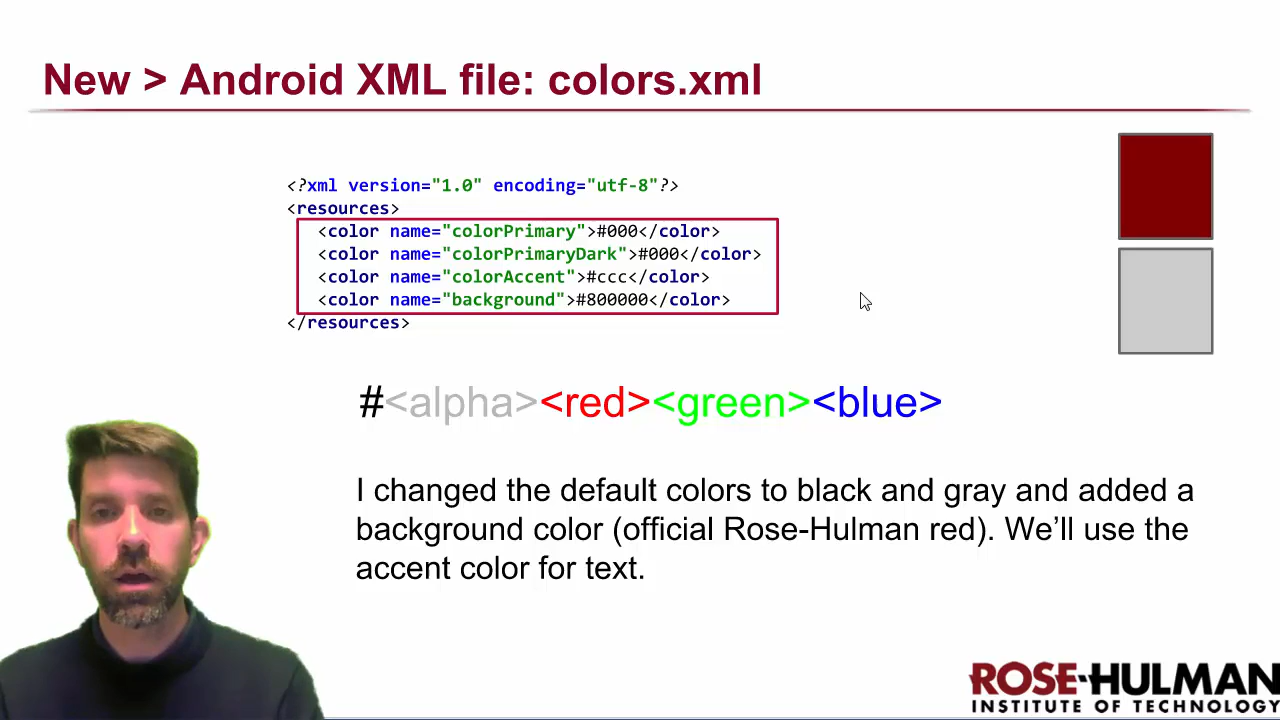 New > Android XML file: colors.xml
<?xml version="1.0" encoding="utf-8"?>
<resources>
<color name="colorPrimary">#000</color>
<color name="colorPrimaryDark">#000</color>
<color name="colorAccent">#ccc</color>
<color name="background">#800000</color>
</resources>
#<alpha><red><green><blue>
I changed the default colors to black and gray and added a
background color (official Rose-Hulman red). We’ll use the
accent color for text.
ROSE-HULMAN
INSTITUTE OF TECHNOLOGY